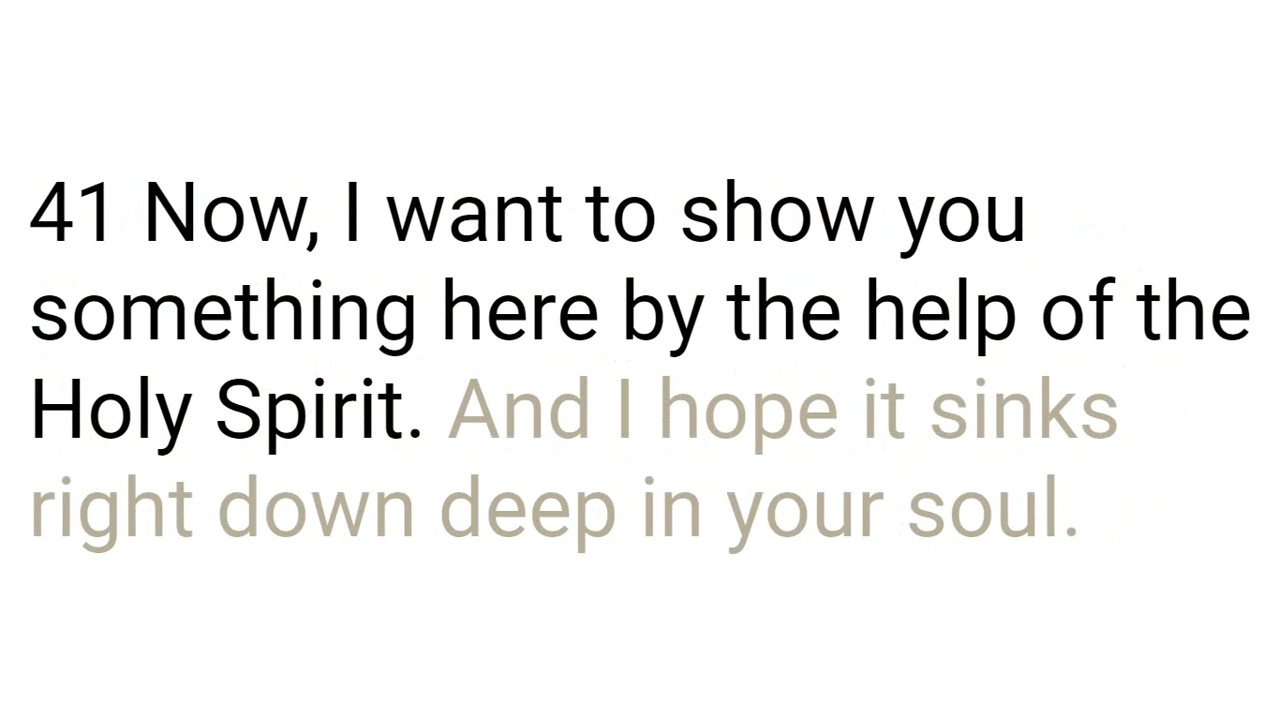 41 Now, I want to show you
something here by the help of the
Holy Spirit. And I hope it sinks
right down deep in your soul.